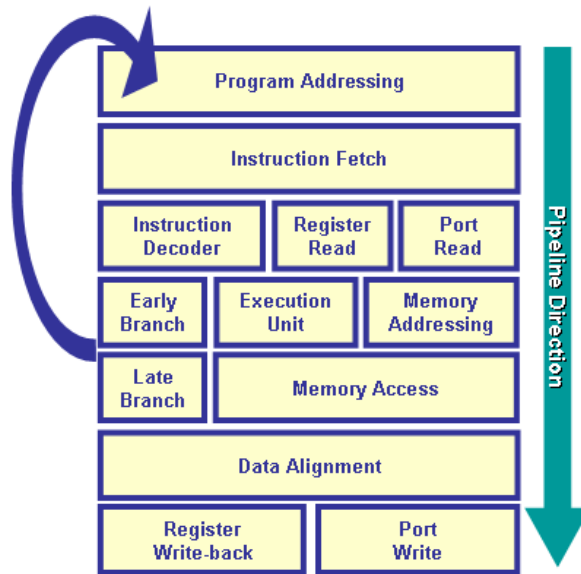 Program Addressing
Instruction Fetch
Instruction
Decoder
Register
Read
Port
Read
Early
Branch
Execution
Unit
Memory
Addressing
Late
Branch
Memory Access
Data Alignment
Register
Write-back
Port
Write
Pipeline Direction